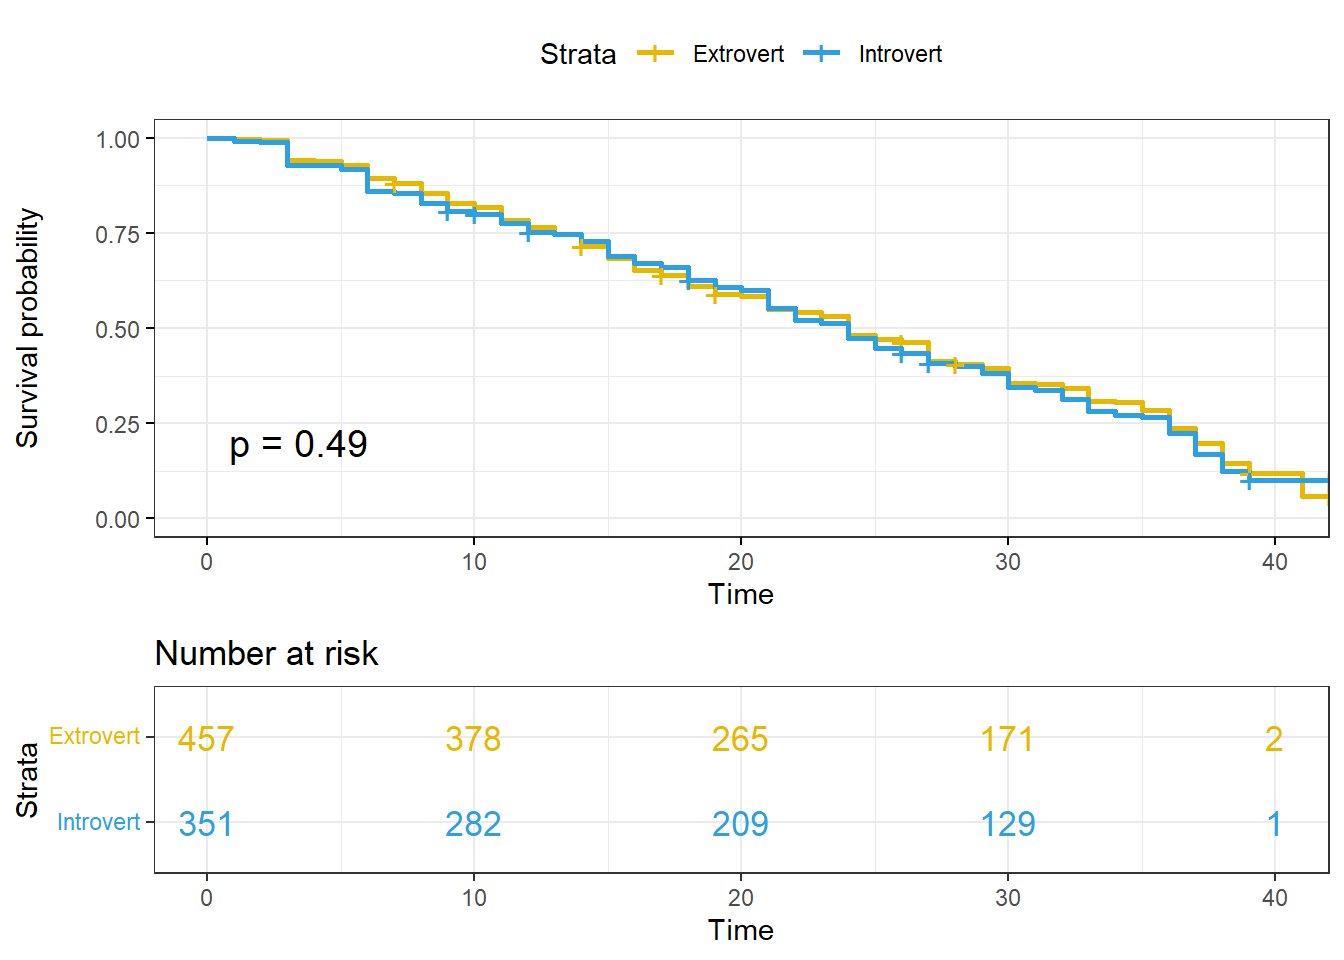 Strata Extrovert Introvert
Survival probability
1.00
0.75
0.50
0.25
0.00
p = 0.49
0 10 20 30 40
Time
Number at risk
Strata
Extrovert 457 378 265 171 2
Introvert 351 282 209 129 1
0 10 20 30 40
Time